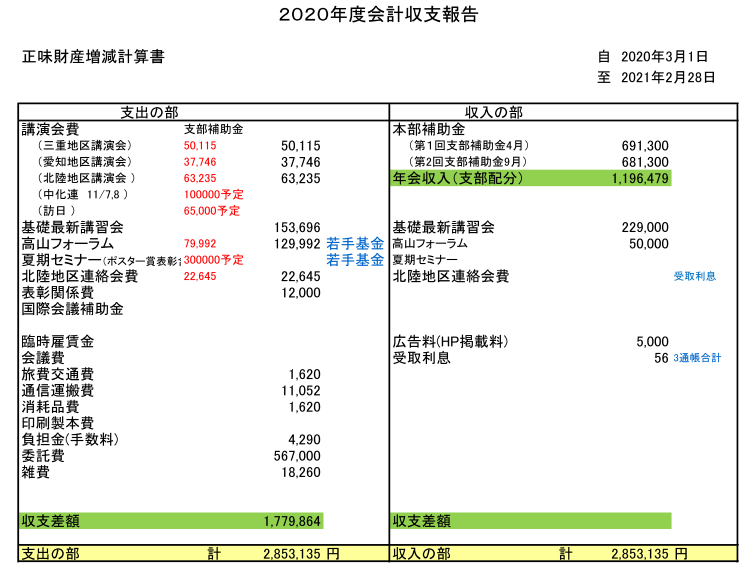 2020年度会計収支報告
正味財産増減計算書 自 2020年3月1日
至 2021年2月28日
支出の部 収入の部
講演会費 支部補助金 本部補助金
（三重地区講演会） 50,115 50,115 （第1回支部補助金4月） 691,300
（愛知地区講演会） 37,746 37,746 （第2回支部補助金9月） 681,300
（北陸地区講演会 ） 63,235 63,235 年会収入（支部配分） 1,196,479
（中化連 11/7,8 ） 100000予定
（訪日 ） 65,000予定
基礎最新講習会 153,696 基礎最新講習会 229,000
高山フォーラム 79,992 129,992 若手基金 高山フォーラム 50,000
夏期セミナー（ポスター賞表彰含 300000予定 若手基金 夏期セミナー
北陸地区連絡会費 22,645 22,645 北陸地区連絡会費 受取利息
表彰関係費 12,000
国際会議補助金
臨時雇賃金 広告料(HP掲載料) 5,000
会議費 受取利息 56 3通帳合計
旅費交通費 1,620
通信運搬費 11,052
消耗品費 1,620
印刷製本費
負担金(手数料) 4,290
委託費 567,000
雑費 18,260
収支差額 1,779,864 収支差額
支出の部 計 2,853,135 円 収入の部 計 2,853,135 円